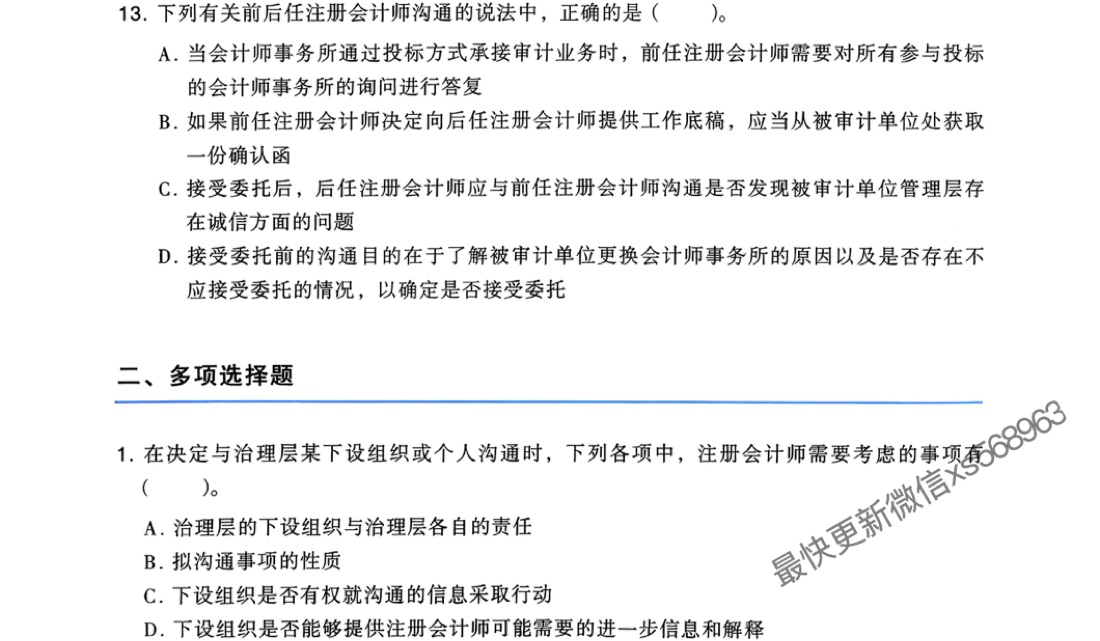 13. 下列有关前后任注册会计师沟通的说法中，正确的是（　　）。
A. 当会计师事务所通过投标方式承接审计业务时，前任注册会计师需要对所有参与投标
的会计师事务所的询问进行答复
B. 如果前任注册会计师决定向后任注册会计师提供工作底稿，应当从被审计单位处获取
一份确认函
C. 接受委托后，后任注册会计师应与前任注册会计师沟通是否发现被审计单位管理层存
在诚信方面的问题
D. 接受委托前的沟通目的在于了解被审计单位更换会计师事务所的原因以及是否存在不
应接受委托的情况，以确定是否接受委托
二、多项选择题
1. 在决定与治理层某下设组织或个人沟通时，下列各项中，注册会计师需要考虑的事项有
（　　）。
A. 治理层的下设组织与治理层各自的责任
B. 拟沟通事项的性质
C. 下设组织是否有权就沟通的信息采取行动
D. 下设组织是否能够提供注册会计师可能需要的进一步信息和解释
最快更新微信xs568963